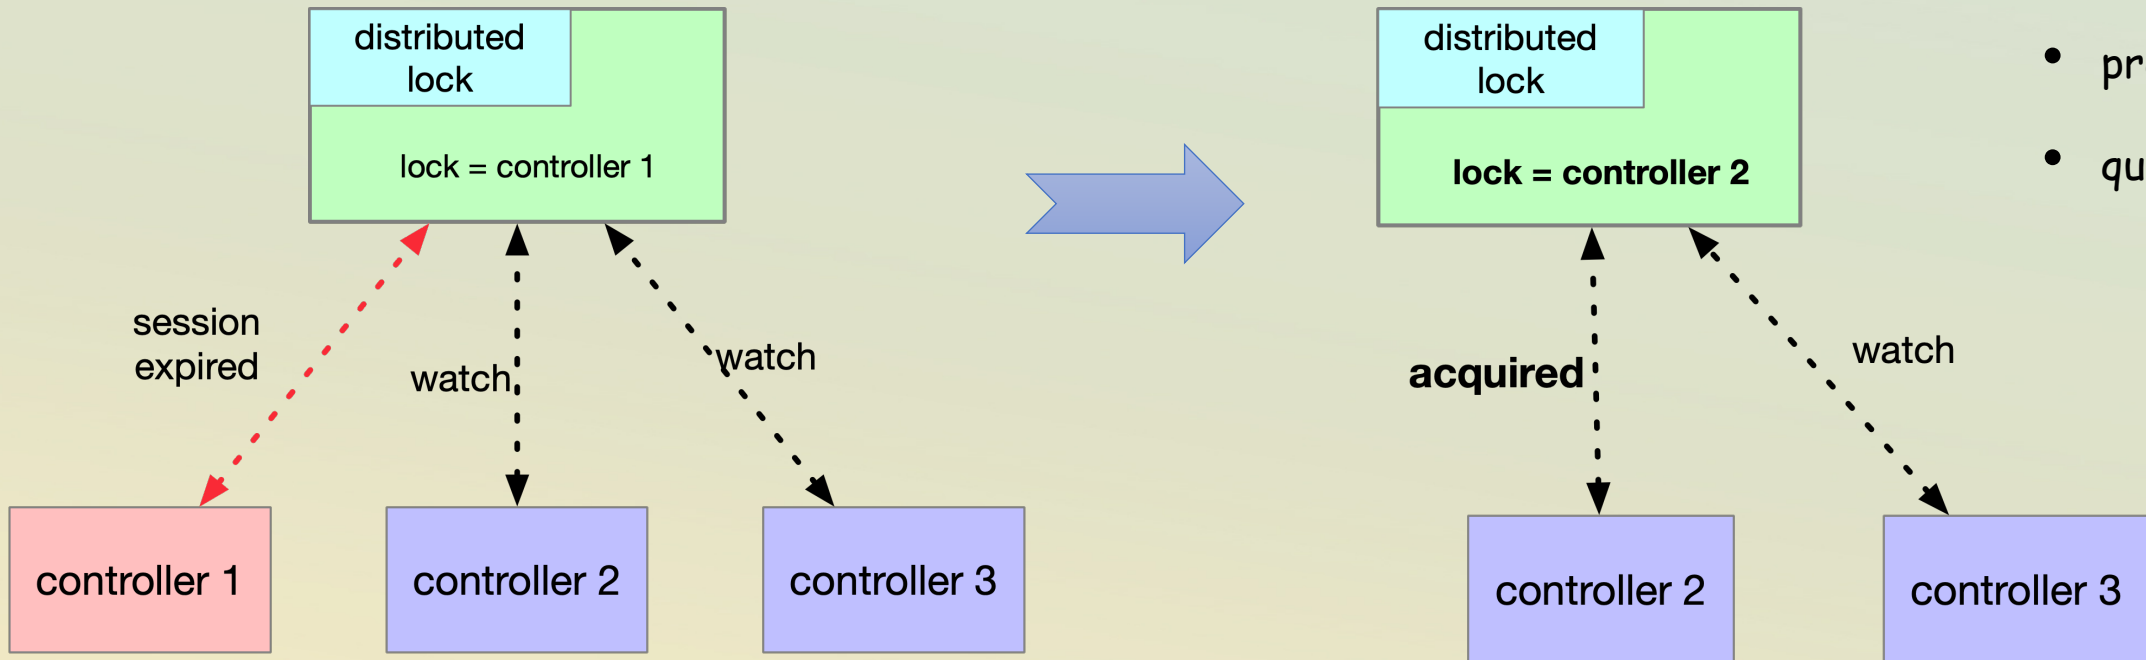 distributed
lock
lock = controller 1
session
expired
watch
watch
controller 1
controller 2
controller 3
distributed
lock
lock = controller 2
acquired
watch
controller 2
controller 3